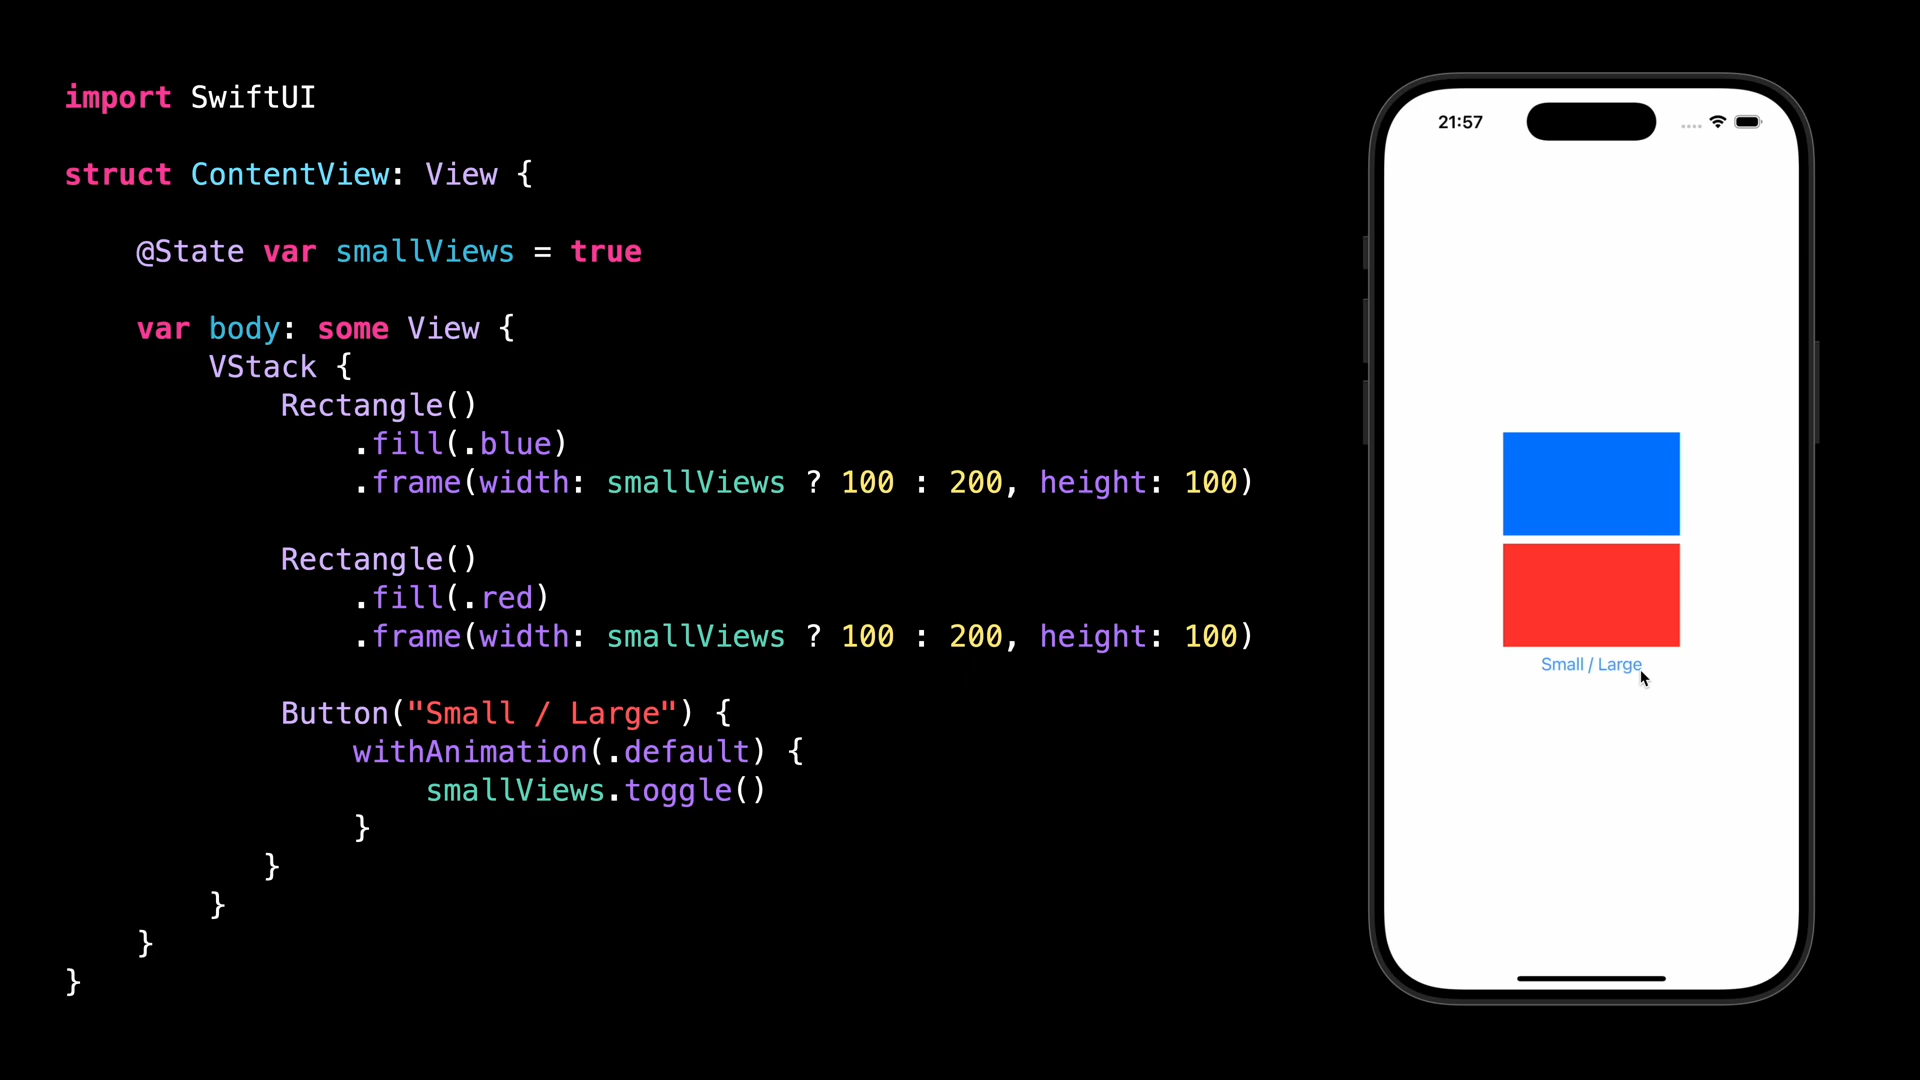 import SwiftUI
struct ContentView: View {
@State var smallViews = true
var body: some View {
VStack {
Rectangle()
.fill(.blue)
.frame(width: smallViews ? 100 : 200, height: 100)
Rectangle()
.fill(.red)
.frame(width: smallViews ? 100 : 200, height: 100)
Button("Small / Large") {
withAnimation(.default) {
smallViews.toggle()
}
}
}
}
}
21:57
Small / Large